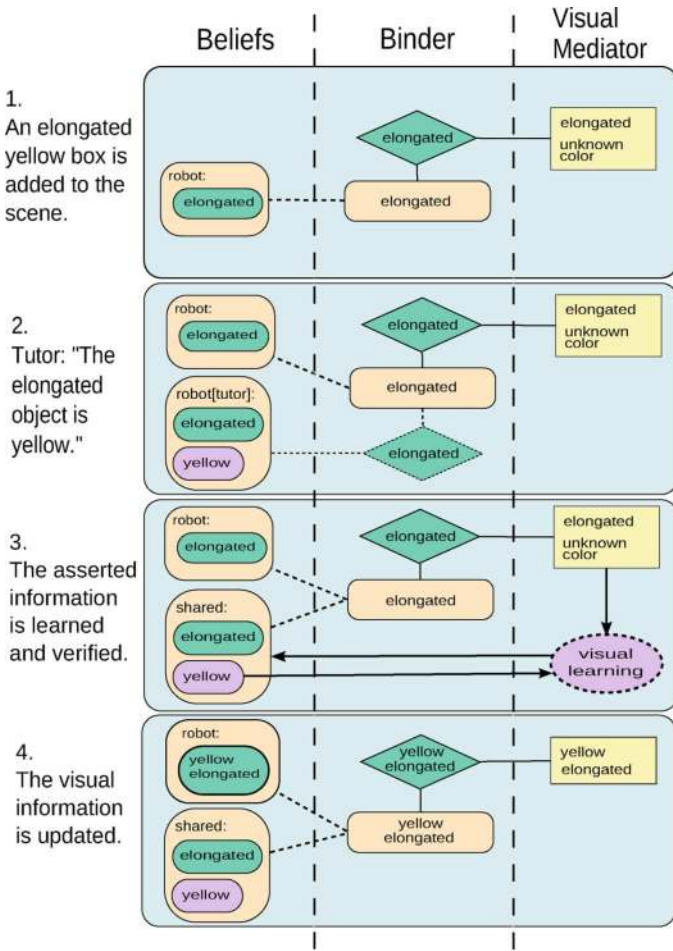 Beliefs
Binder
Visual
Mediator
1.
An elongated
yellow box is
added to the
scene.
robot:
elongated
elongated
elongated
elongated
unknown
color
2.
Tutor: "The
elongated
object is
yellow."
robot:
elongated
robot[tutor]:
elongated
yellow
elongated
elongated
elongated
elongated
unknown
color
3.
The asserted
information
is learned
and verified.
robot:
elongated
shared:
elongated
yellow
elongated
elongated
elongated
unknown
color
visual
learning
4.
The visual
information
is updated.
robot:
yellow
elongated
shared:
elongated
yellow
yellow
elongated
yellow
elongated
yellow
elongated